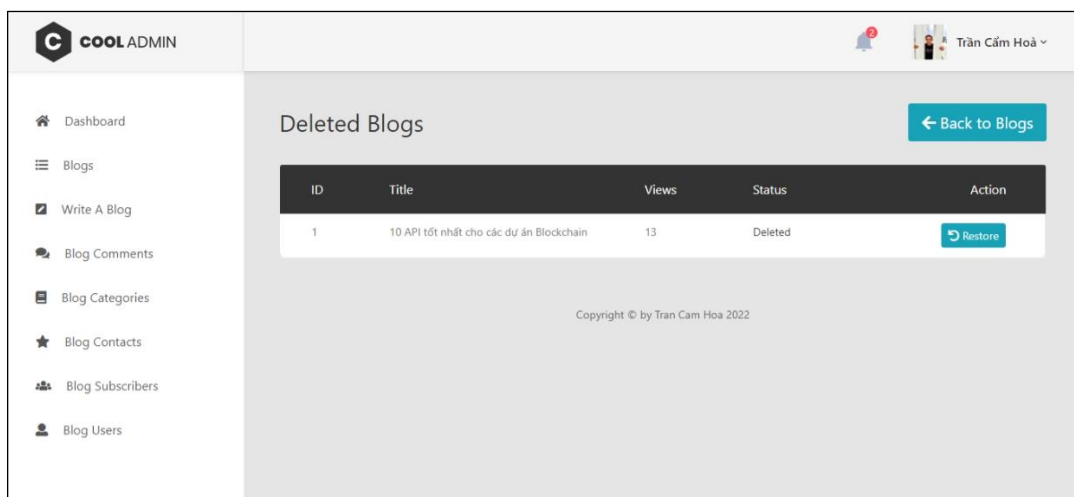 C COOL ADMIN
2
Trần Cẩm Hoà
Dashboard
Blogs
Write A Blog
Blog Comments
Blog Categories
Blog Contacts
Blog Subscribers
Blog Users
Deleted Blogs
Back to Blogs
ID Title Views Status Action
1 10 API tốt nhất cho các dự án Blockchain 13 Deleted Restore
Copyright © by Tran Cam Hoa 2022